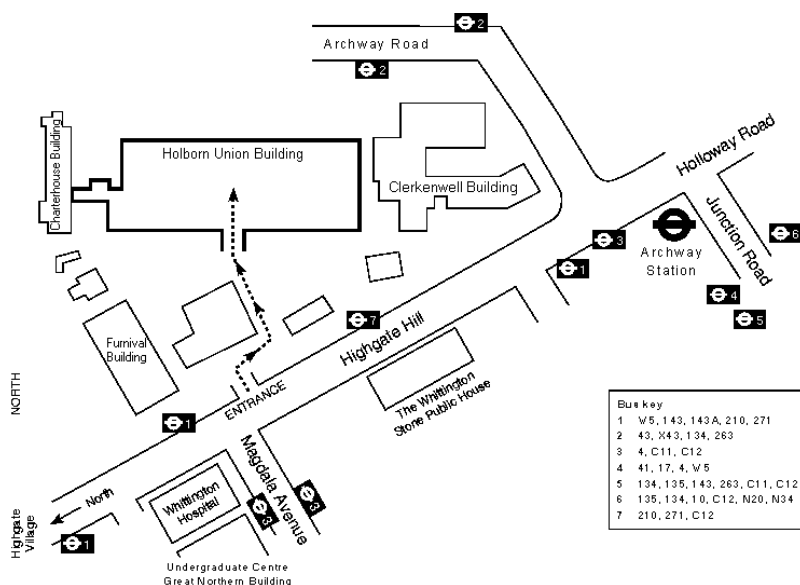 2
Archway Road
2
Holborn Union Building
Charterhouse Building
Clerkenwell Building
Holloway Road
Junction Road
6
3
Archway
Station
1
4
5
7
Highgate Hill
Furnival
Building
NORTH
ENTRANCE
The Whittington
Stone Public House
1
Magdala Avenue
North
Whittington
Hospital
3
3
Highgate
Village
1
Undergraduate Centre
Great Northern Building
Bus key
1 W5, 143, 143A, 210, 271
2 43, X43, 134, 263
3 4, C11, C12
4 41, 17, 4, W5
5 134, 135, 143, 263, C11, C12
6 135, 134, 10, C12, N20, N34
7 210, 271, C12